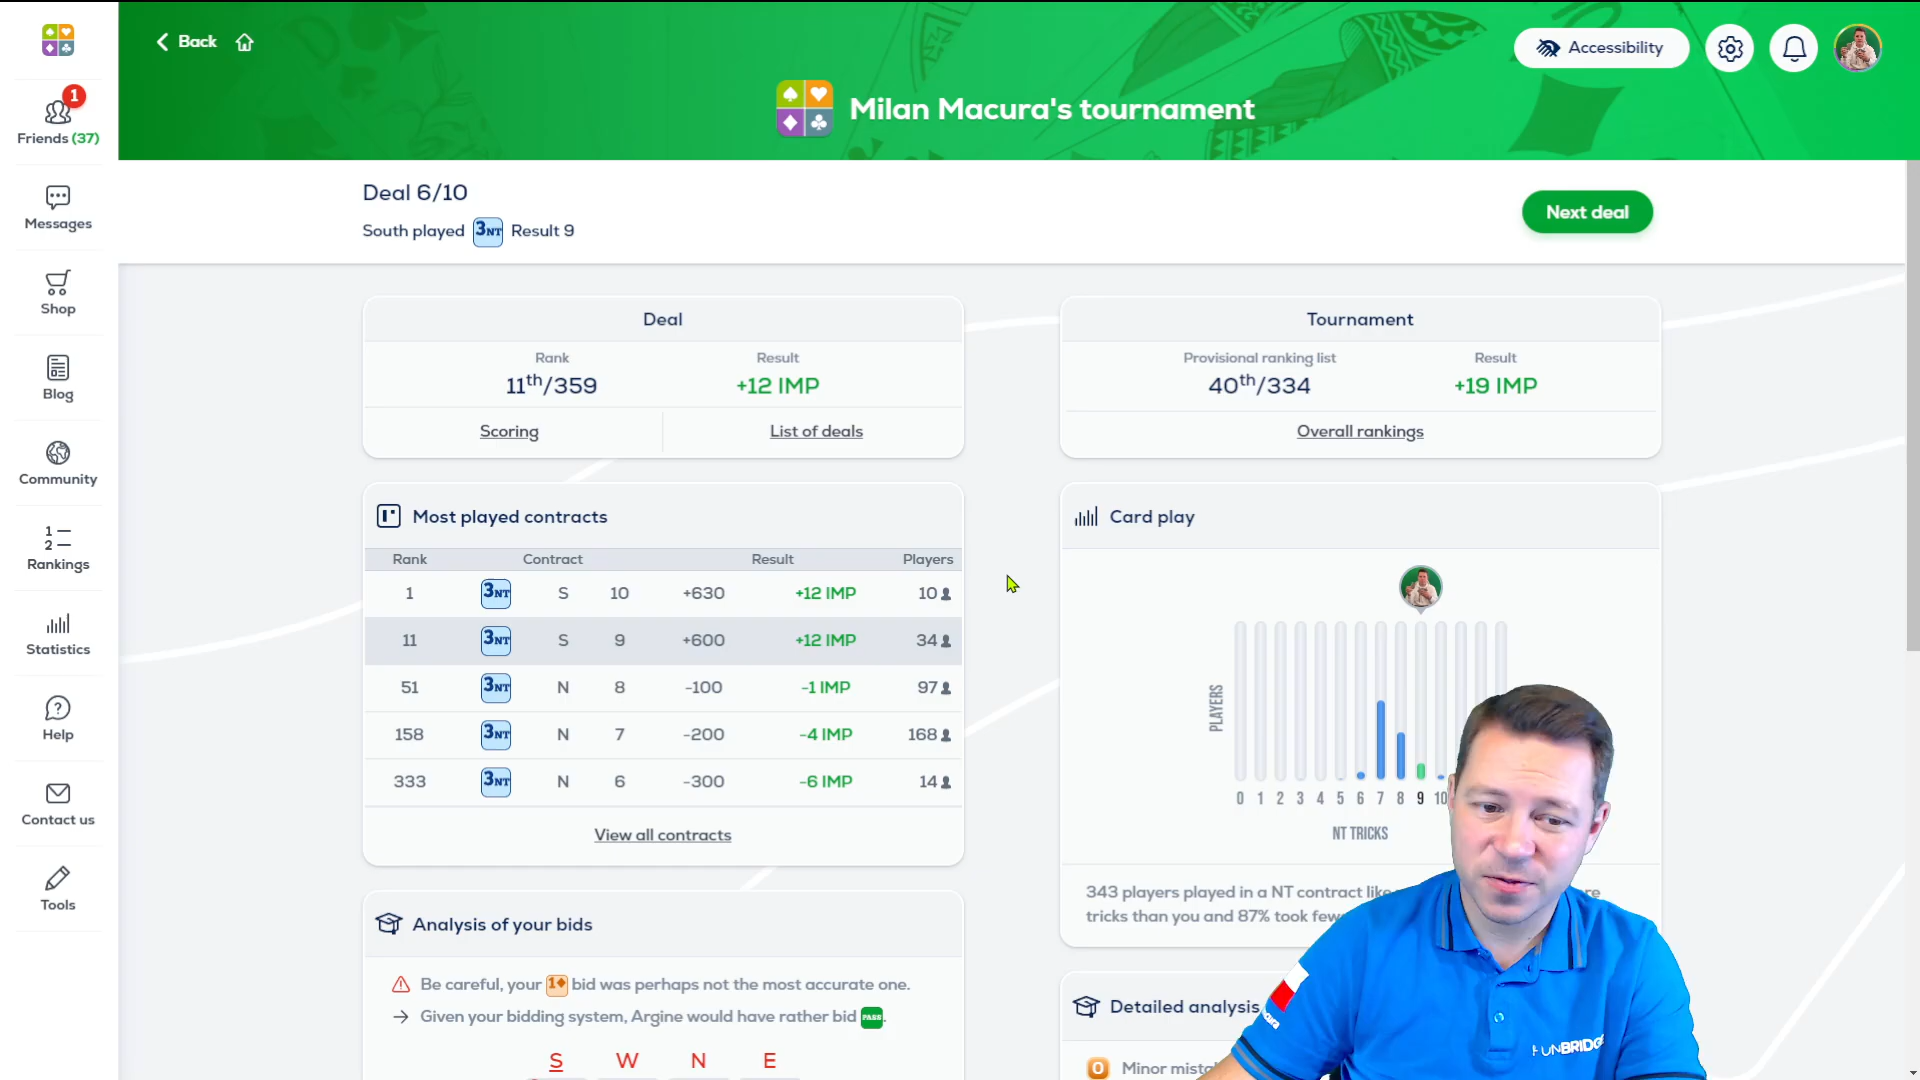 Back
Accessibility
Milan Macura's tournament
1
Friends (37)
Messages
Shop
Blog
Community
1
2
Rankings
Statistics
Help
Contact us
Tools
Deal 6/10
South played 3NT Result 9
Next deal
Deal
Rank Result
11th/359 +12 IMP
Scoring List of deals
Tournament
Provisional ranking list Result
40th/334 +19 IMP
Overall rankings
Most played contracts
Rank Contract Result Players
1 3NT S 10 +630 +12 IMP 10
11 3NT S 9 +600 +12 IMP 34
51 3NT N 8 -100 -1 IMP 97
158 3NT N 7 -200 -4 IMP 168
333 3NT N 6 -300 -6 IMP 14
View all contracts
Card play
PLAYERS
0 1 2 3 4 5 6 7 8 9 10
NT TRICKS
343 players played in a NT contract like
tricks than you and 87% took few
Analysis of your bids
Be careful, your 1♦ bid was perhaps not the most accurate one.
→ Given your bidding system, Argine would have rather bid PASS.
S W N E
Detailed analysis
Minor mista
FUNBRIDGE